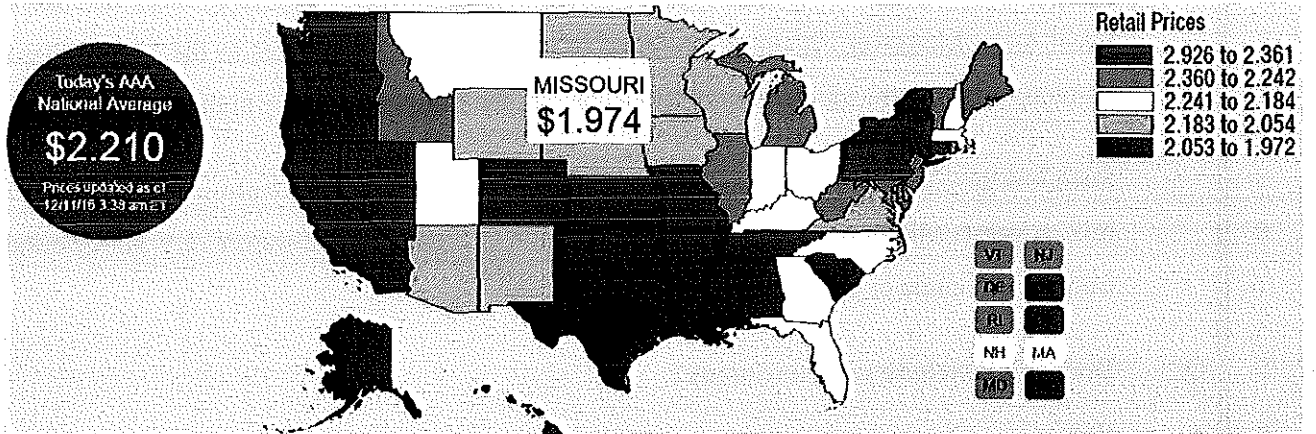 Today's AAA
National Average
$2.210
Prices updated as of
12/11/16 3:38 am ET
MISSOURI
$1.974
Retail Prices
2.926 to 2.361
2.360 to 2.242
2.241 to 2.184
2.183 to 2.054
2.053 to 1.972
VT NJ
DE
RI
NH MA
MD